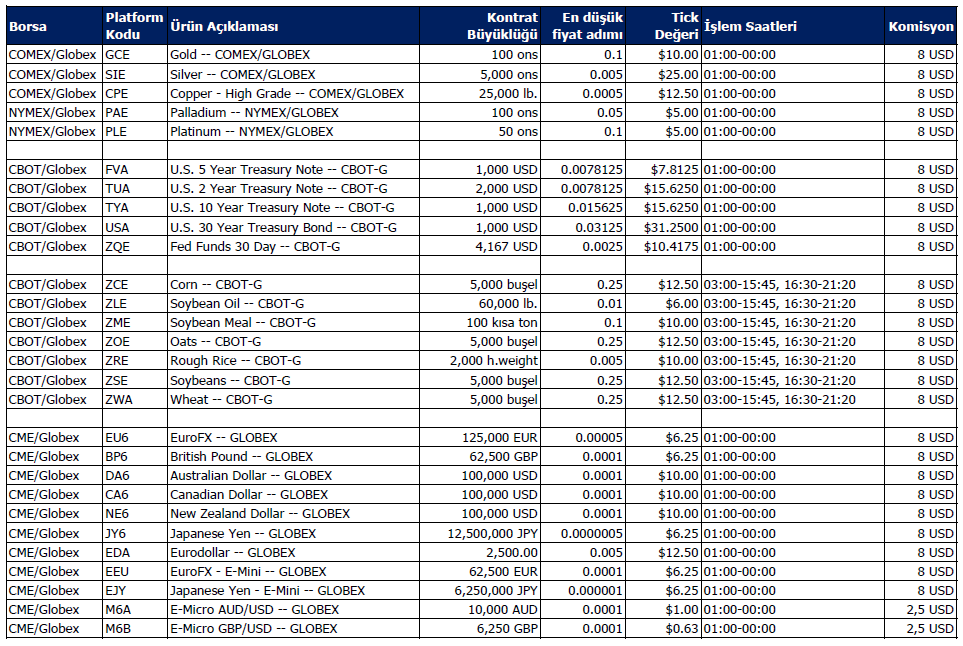 Borsa Platform Kodu Ürün Açıklaması Kontrat Büyüklüğü En düşük fiyat adımı Tick Değeri İşlem Saatleri Komisyon
COMEX/Globex GCE Gold -- COMEX/GLOBEX 100 ons 0.1 $10.00 01:00-00:00 8 USD
COMEX/Globex SIE Silver -- COMEX/GLOBEX 5,000 ons 0.005 $25.00 01:00-00:00 8 USD
COMEX/Globex CPE Copper - High Grade -- COMEX/GLOBEX 25,000 lb. 0.0005 $12.50 01:00-00:00 8 USD
NYMEX/Globex PAE Palladium -- NYMEX/GLOBEX 100 ons 0.05 $5.00 01:00-00:00 8 USD
NYMEX/Globex PLE Platinum -- NYMEX/GLOBEX 50 ons 0.1 $5.00 01:00-00:00 8 USD
CBOT/Globex FVA U.S. 5 Year Treasury Note -- CBOT-G 1,000 USD 0.0078125 $7.8125 01:00-00:00 8 USD
CBOT/Globex TUA U.S. 2 Year Treasury Note -- CBOT-G 2,000 USD 0.0078125 $15.6250 01:00-00:00 8 USD
CBOT/Globex TYA U.S. 10 Year Treasury Note -- CBOT-G 1,000 USD 0.015625 $15.6250 01:00-00:00 8 USD
CBOT/Globex USA U.S. 30 Year Treasury Bond -- CBOT-G 1,000 USD 0.03125 $31.2500 01:00-00:00 8 USD
CBOT/Globex ZQE Fed Funds 30 Day -- CBOT-G 4,167 USD 0.0025 $10.4175 01:00-00:00 8 USD
CBOT/Globex ZCE Corn -- CBOT-G 5,000 buşel 0.25 $12.50 03:00-15:45, 16:30-21:20 8 USD
CBOT/Globex ZLE Soybean Oil -- CBOT-G 60,000 lb. 0.01 $6.00 03:00-15:45, 16:30-21:20 8 USD
CBOT/Globex ZME Soybean Meal -- CBOT-G 100 kısa ton 0.1 $10.00 03:00-15:45, 16:30-21:20 8 USD
CBOT/Globex ZOE Oats -- CBOT-G 5,000 buşel 0.25 $12.50 03:00-15:45, 16:30-21:20 8 USD
CBOT/Globex ZRE Rough Rice -- CBOT-G 2,000 h.weight 0.005 $10.00 03:00-15:45, 16:30-21:20 8 USD
CBOT/Globex ZSE Soybeans -- CBOT-G 5,000 buşel 0.25 $12.50 03:00-15:45, 16:30-21:20 8 USD
CBOT/Globex ZWA Wheat -- CBOT-G 5,000 buşel 0.25 $12.50 03:00-15:45, 16:30-21:20 8 USD
CME/Globex EU6 EuroFX -- GLOBEX 125,000 EUR 0.00005 $6.25 01:00-00:00 8 USD
CME/Globex BP6 British Pound -- GLOBEX 62,500 GBP 0.0001 $6.25 01:00-00:00 8 USD
CME/Globex DA6 Australian Dollar -- GLOBEX 100,000 USD 0.0001 $10.00 01:00-00:00 8 USD
CME/Globex CA6 Canadian Dollar -- GLOBEX 100,000 USD 0.0001 $10.00 01:00-00:00 8 USD
CME/Globex NE6 New Zealand Dollar -- GLOBEX 100,000 USD 0.0001 $10.00 01:00-00:00 8 USD
CME/Globex JY6 Japanese Yen -- GLOBEX 12,500,000 JPY 0.0000005 $6.25 01:00-00:00 8 USD
CME/Globex EDA Eurodollar -- GLOBEX 2,500.00 0.005 $12.50 01:00-00:00 8 USD
CME/Globex EEU EuroFX - E-Mini -- GLOBEX 62,500 EUR 0.0001 $6.25 01:00-00:00 8 USD
CME/Globex EJY Japanese Yen - E-Mini -- GLOBEX 6,250,000 JPY 0.000001 $6.25 01:00-00:00 8 USD
CME/Globex M6A E-Micro AUD/USD -- GLOBEX 10,000 AUD 0.0001 $1.00 01:00-00:00 2,5 USD
CME/Globex M6B E-Micro GBP/USD -- GLOBEX 6,250 GBP 0.0001 $0.63 01:00-00:00 2,5 USD